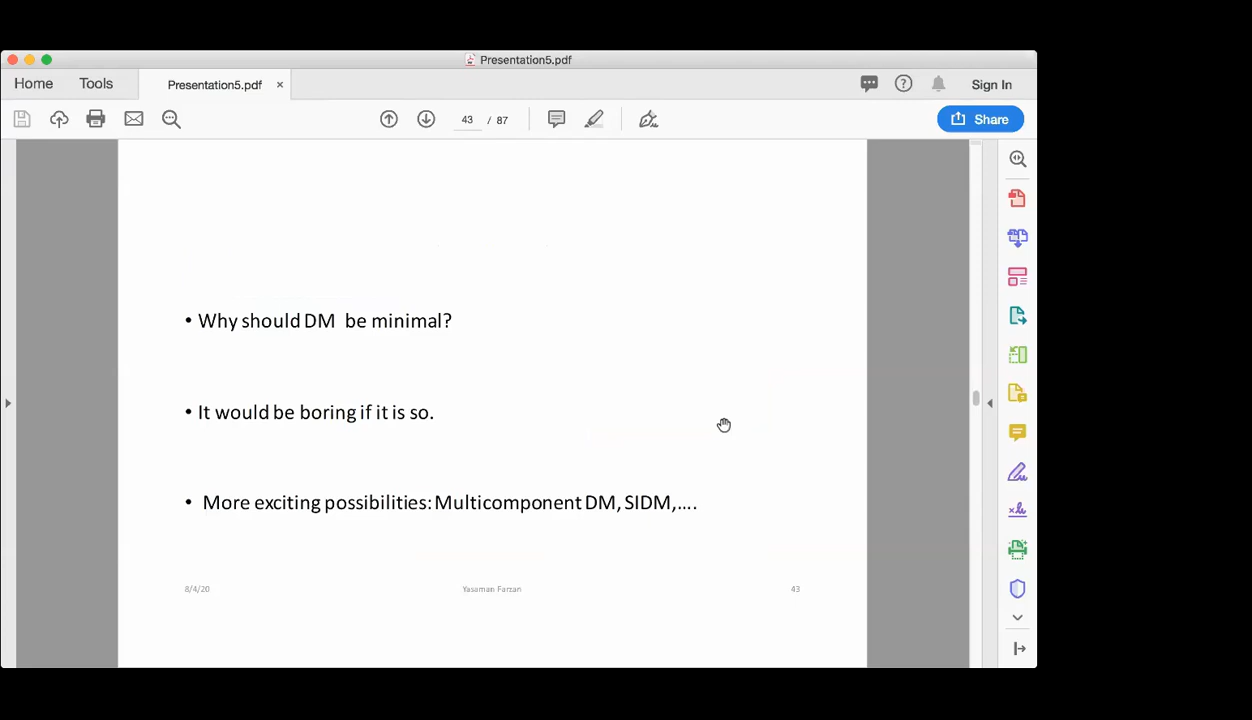 Presentation5.pdf
Home Tools Presentation5.pdf × Sign In
43 / 87 Share
• Why should DM be minimal?
• It would be boring if it is so.
• More exciting possibilities: Multicomponent DM, SIDM,....
8/4/20 Yasaman Farzan 43